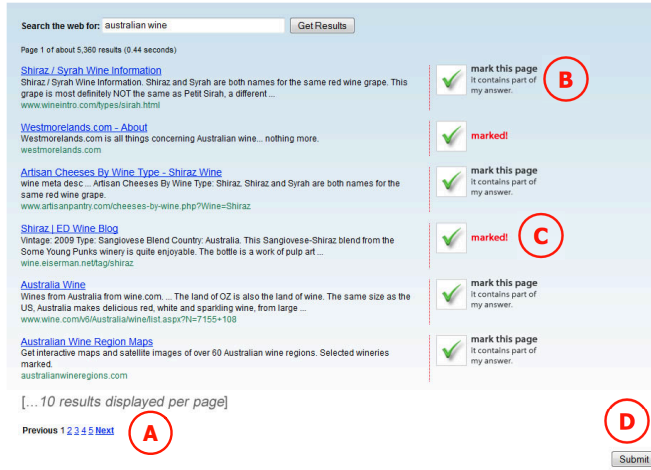 Search the web for: australian wine Get Results
Page 1 of about 5,360 results (0.44 seconds)
Shiraz / Syrah Wine Information
Shiraz / Syrah Wine Information. Shiraz and Syrah are both names for the same red wine grape. This
grape is most definitely NOT the same as Petit Sirah, a different ...
www.wineintro.com/types/sirah.html
mark this page
it contains part of
my answer.
B
Westmorelands.com - About
Westmorelands.com is all things concerning Australian wine... nothing more.
westmorelands.com
marked!
Artisan Cheeses By Wine Type - Shiraz Wine
wine meta desc ... Artisan Cheeses By Wine Type: Shiraz. Shiraz and Syrah are both names for the
same red wine grape.
www.artisanpantry.com/cheeses-by-wine.php?Wine=Shiraz
mark this page
it contains part of
my answer.
Shiraz | ED Wine Blog
Vintage: 2009 Type: Sangiovese Blend Country: Australia. This Sangiovese-Shiraz blend from the
Some Young Punks winery is quite enjoyable. The bottle is a work of pulp art ...
wine.eiserman.net/tag/shiraz
marked!
C
Australia Wine
Wines from Australia from wine.com. ... The land of OZ is also the land of wine. The same size as the
US, Australia makes delicious red, white and sparkling wine, from large ...
www.wine.com/v6/Australia/wine/list.aspx?N=7155+108
mark this page
it contains part of
my answer.
Australian Wine Region Maps
Get interactive maps and satellite images of over 60 Australian wine regions. Selected wineries
marked.
australianwineregions.com
mark this page
it contains part of
my answer.
[...10 results displayed per page]
Previous 1 2 3 4 5 Next
A
D
Submit